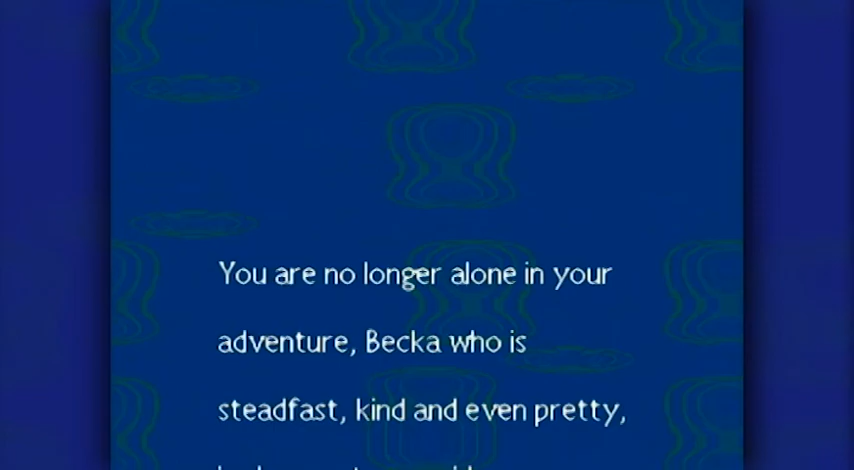 You are no longer alone in your
adventure, Becka who is
steadfast, kind and even pretty,